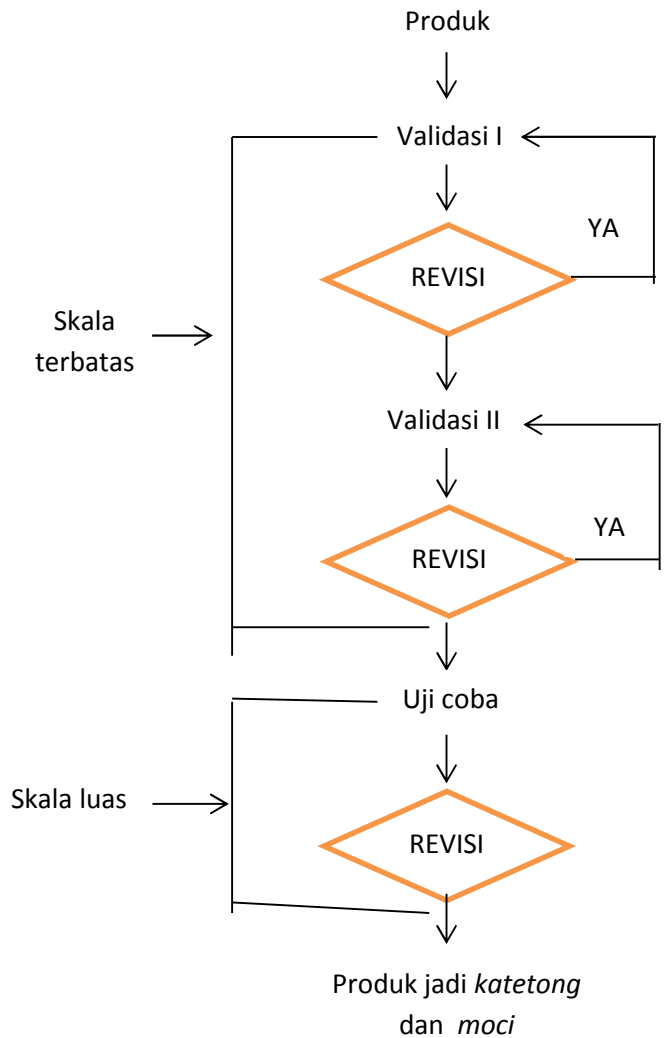 Produk
Validasi I
YA
REVISI
Skala
terbatas
Validasi II
YA
REVISI
Uji coba
Skala luas
REVISI
Produk jadi katetong
dan moci